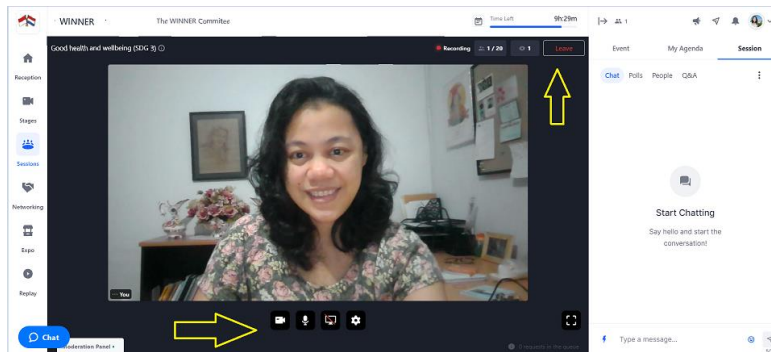 WINNER
The WINNER Commitee
Time Left
9h:29m
1
Good health and wellbeing (SDG 3)
Recording
1 / 20
1
Leave
Event
My Agenda
Session
Chat
Polls
People
Q&A
Reception
Stages
Sessions
Networking
Expo
Replay
Start Chatting
Say hello and start the
conversation!
You
Chat
Moderation Panel
0 requests in the queue
Type a message...